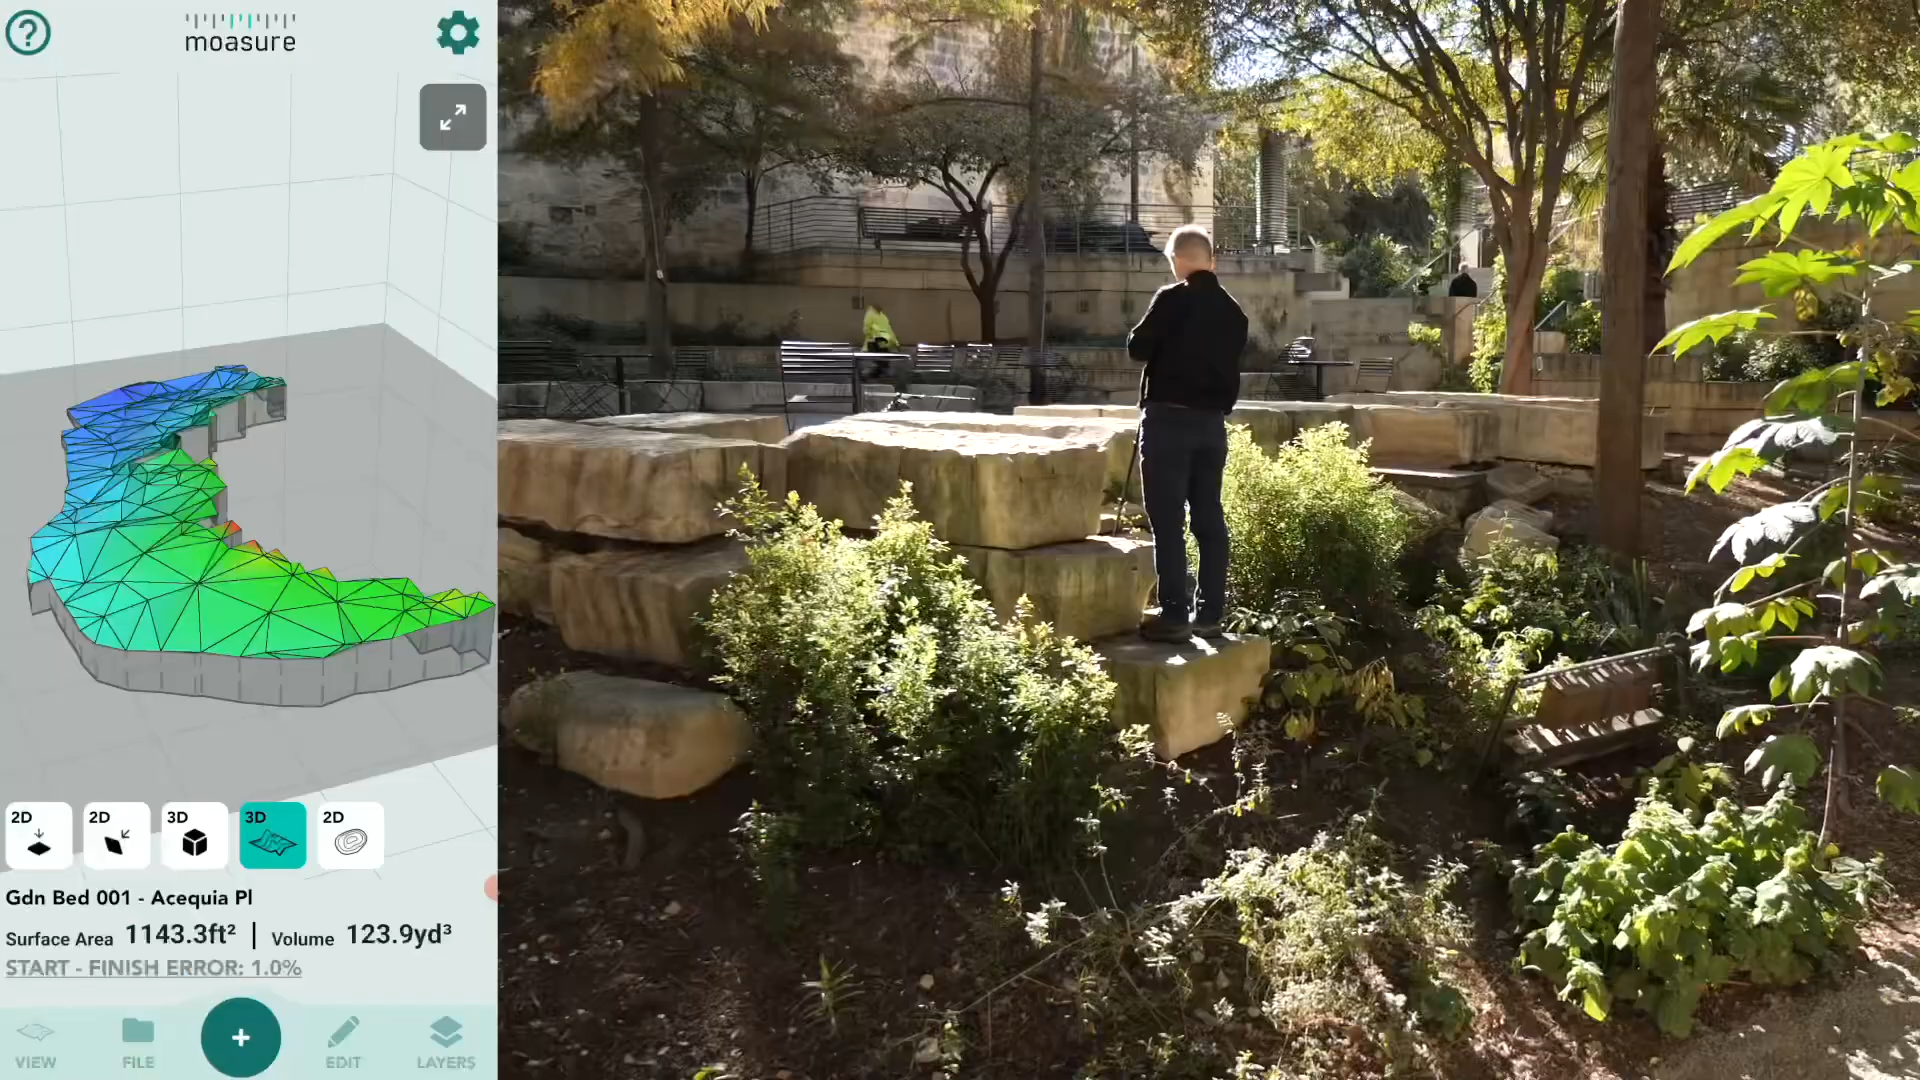 ?
moasure
2D
2D
3D
3D
2D
Gdn Bed 001 - Acequia Pl
Surface Area 1143.3ft² | Volume 123.9yd³
START - FINISH ERROR: 1.0%
+
VIEW
FILE
EDIT
LAYERS